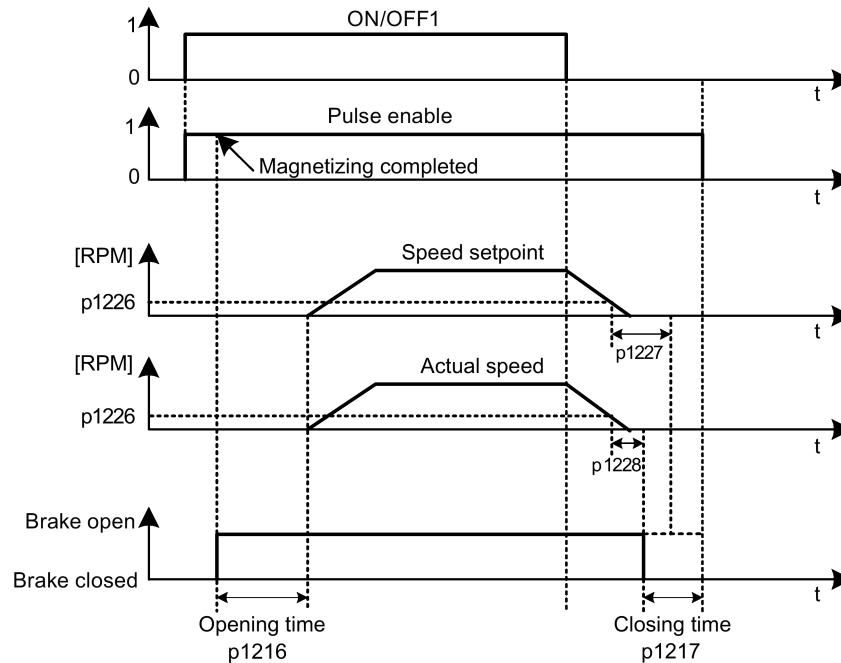 ON/OFF1
1
0
t
Pulse enable
1
Magnetizing completed
0
t
[RPM]
Speed setpoint
p1226
t
p1227
[RPM]
Actual speed
p1226
t
p1228
Brake open
Brake closed
t
Opening time
p1216
Closing time
p1217